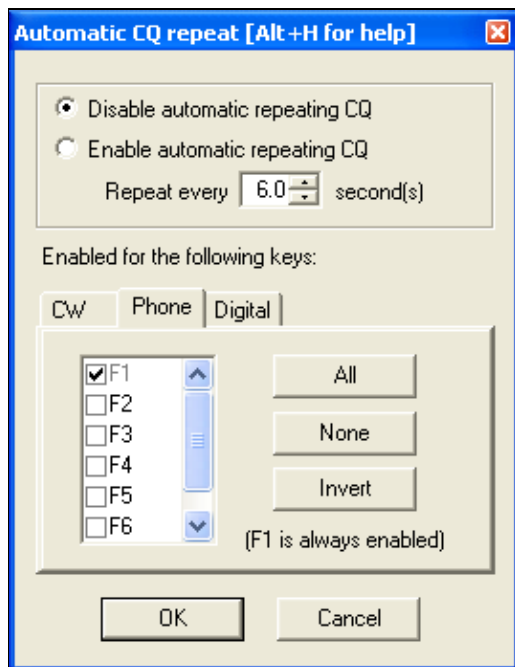 Automatic CQ repeat [Alt+H for help]
Disable automatic repeating CQ
Enable automatic repeating CQ
Repeat every 6.0 second(s)
Enabled for the following keys:
CW Phone Digital
F1
F2
F3
F4
F5
F6
All
None
Invert
(F1 is always enabled)
OK Cancel